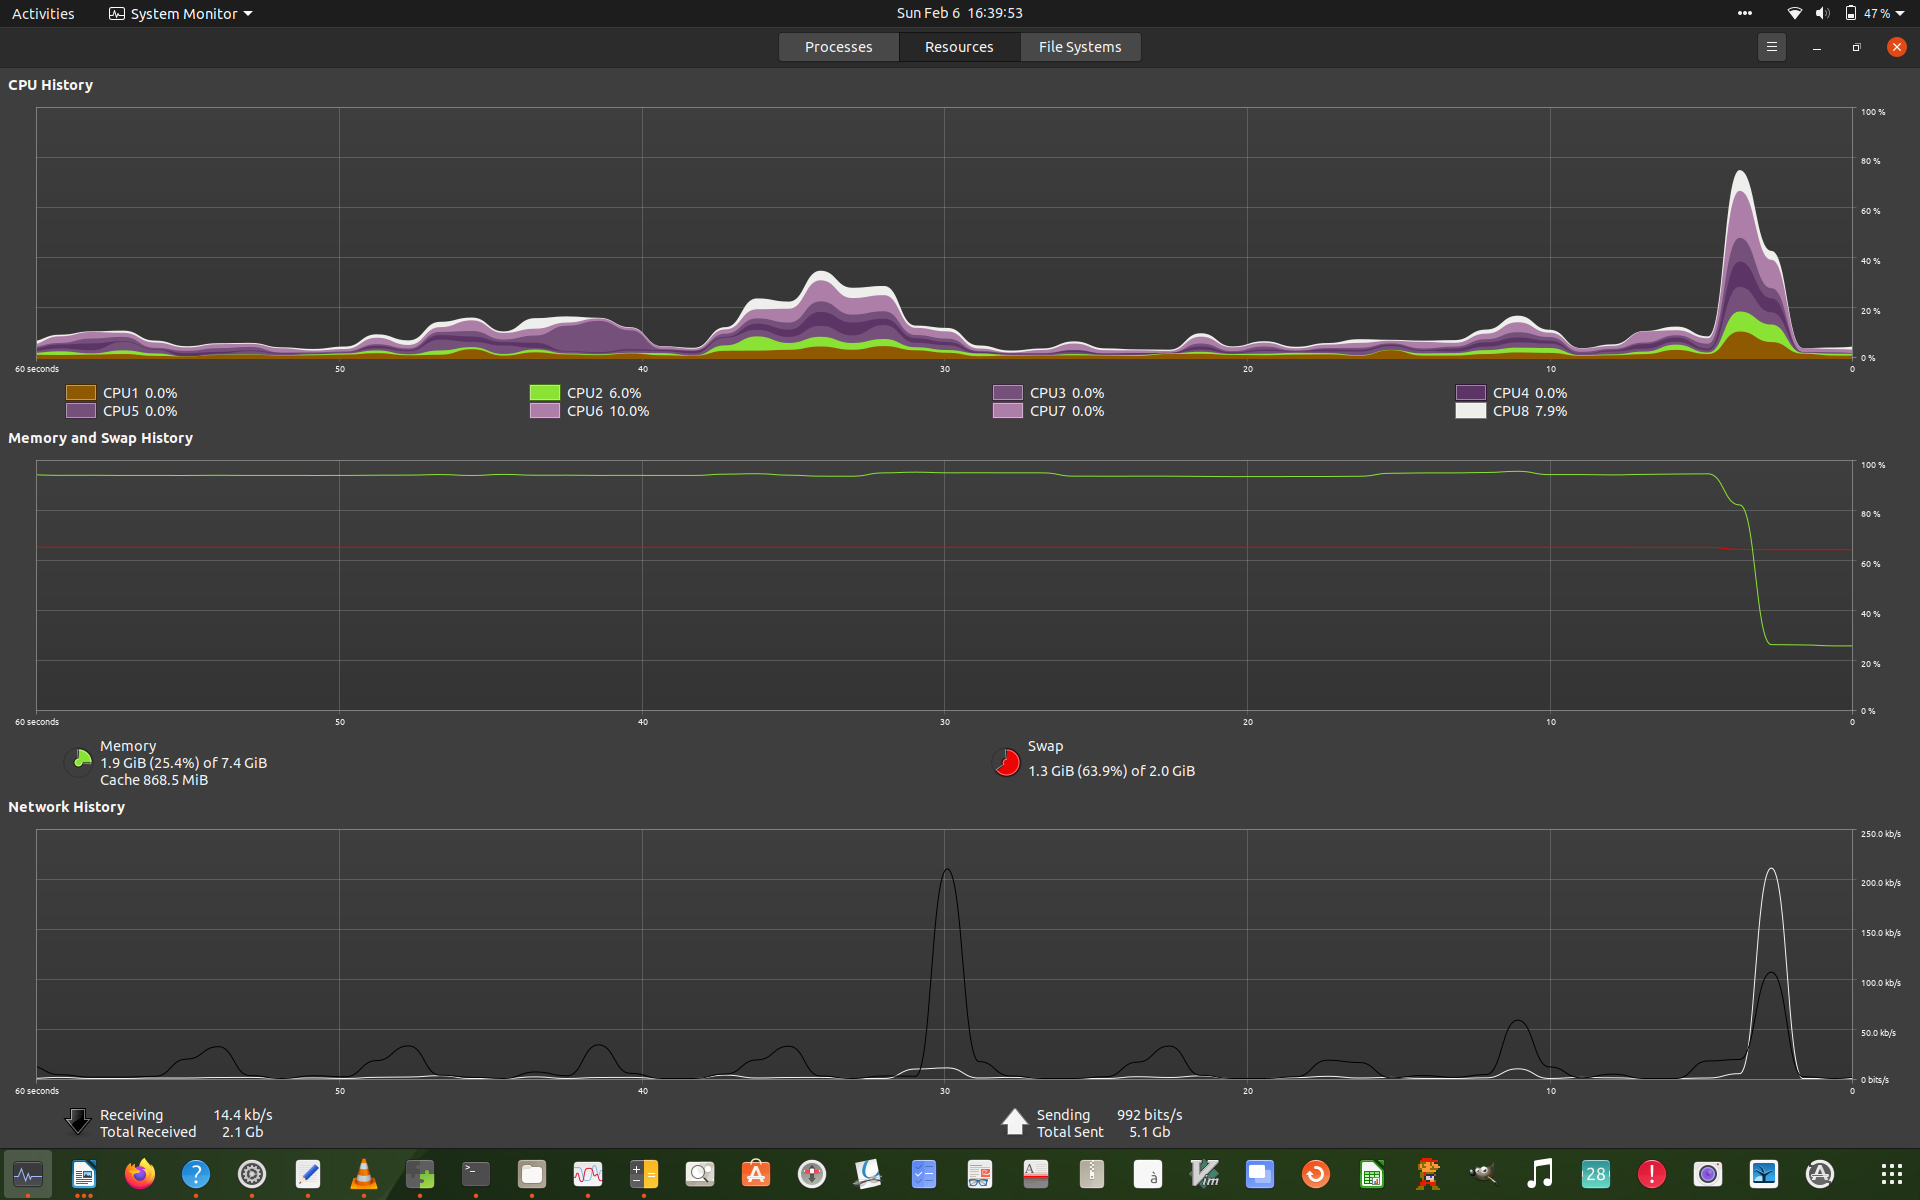 Activities System Monitor Sun Feb 6 16:39:53 47 %
Processes Resources File Systems
CPU History
100 %
80 %
60 %
40 %
20 %
0 %
60 seconds 50 40 30 20 10 0
CPU1 0.0% CPU2 6.0% CPU3 0.0% CPU4 0.0%
CPU5 0.0% CPU6 10.0% CPU7 0.0% CPU8 7.9%
Memory and Swap History
100 %
80 %
60 %
40 %
20 %
0 %
60 seconds 50 40 30 20 10 0
Memory
1.9 GiB (25.4%) of 7.4 GiB
Cache 868.5 MiB
Swap
1.3 GiB (63.9%) of 2.0 GiB
Network History
250.0 kb/s
200.0 kb/s
150.0 kb/s
100.0 kb/s
50.0 kb/s
0 bits/s
60 seconds 50 40 30 20 10 0
Receiving 14.4 kb/s
Total Received 2.1 Gb
Sending 992 bits/s
Total Sent 5.1 Gb
? >_ A A à Vim 28 !